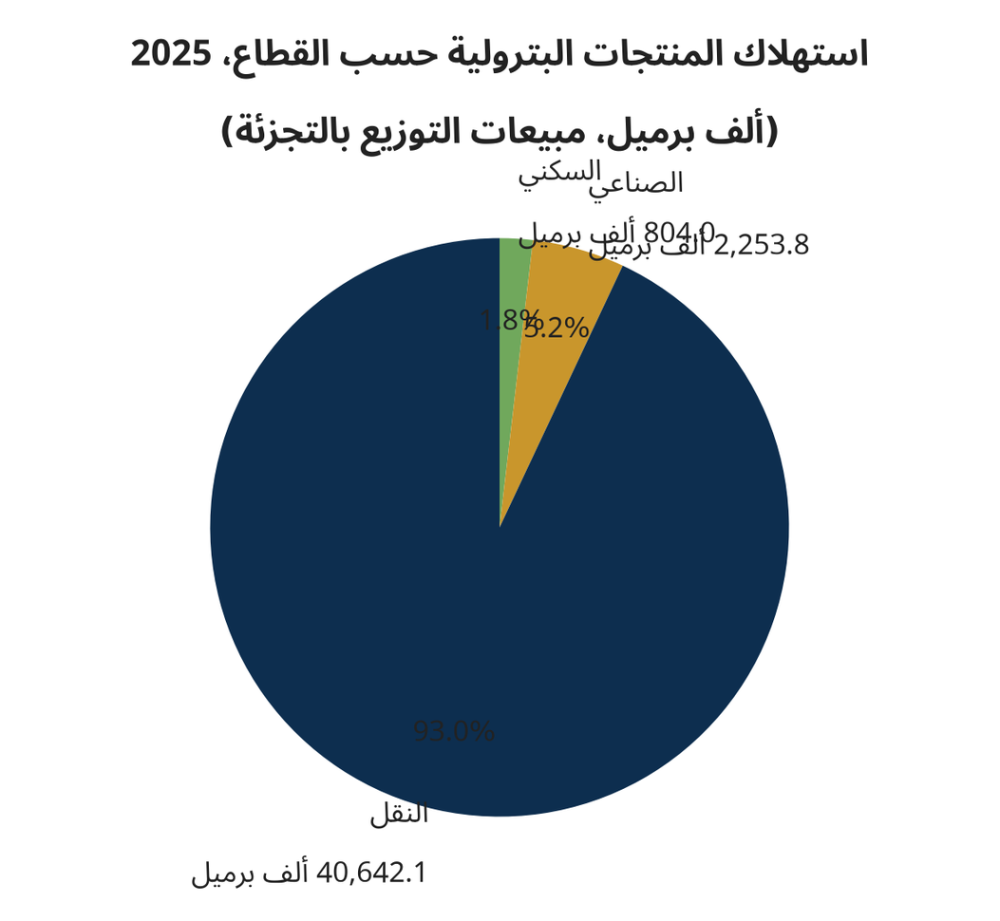 استهلاك المنتجات البترولية حسب القطاع، 2025
(ألف برميل، مبيعات التوزيع بالتجزئة)
السكني
804.0 ألف برميل
الصناعي
2,253.8 ألف برميل
1.8%
5.2%
93.0%
النقل
40,642.1 ألف برميل